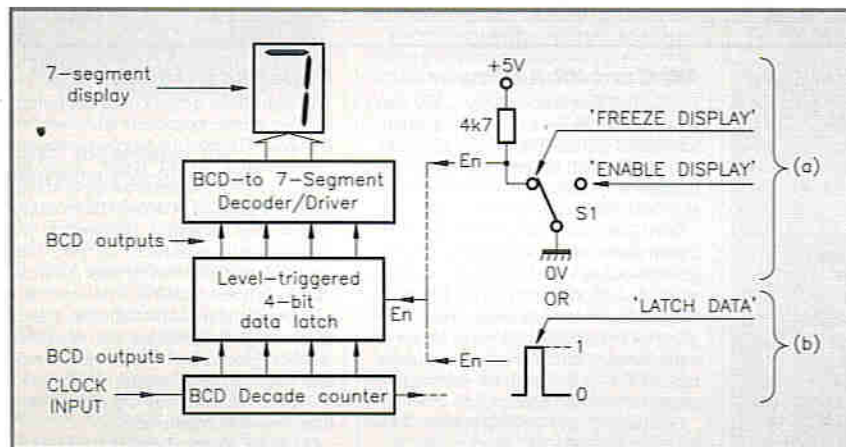 7-segment
display
BCD-to 7-Segment
Decoder/Driver
BCD outputs
Level-triggered
4-bit
data latch
En
BCD outputs
CLOCK
INPUT
BCD Decade counter
+5V
4k7
'FREEZE DISPLAY'
En
'ENABLE DISPLAY'
S1
0V
(a)
OR
'LATCH DATA'
En
1
0
(b)